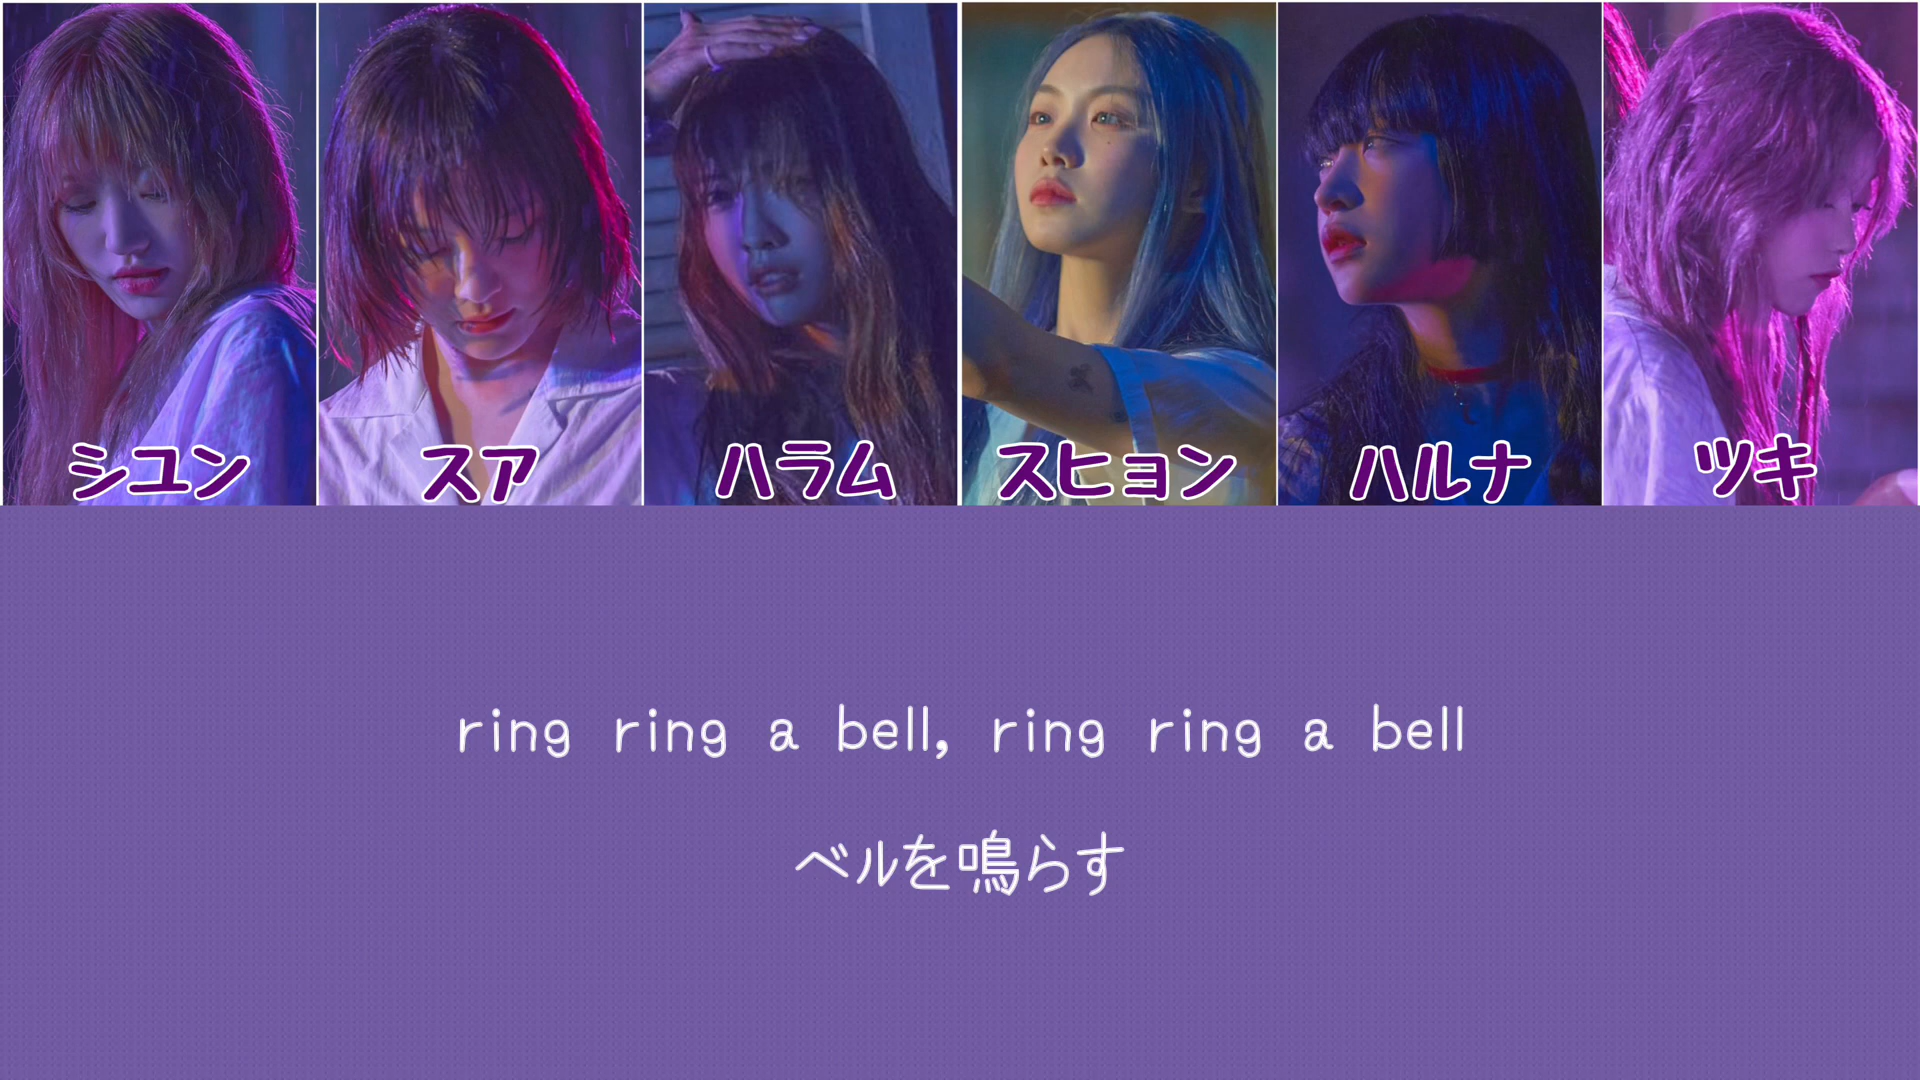 シユン
スア
ハラム
スヒョン
ハルナ
ツキ
ring ring a bell, ring ring a bell
ベルを鳴らす